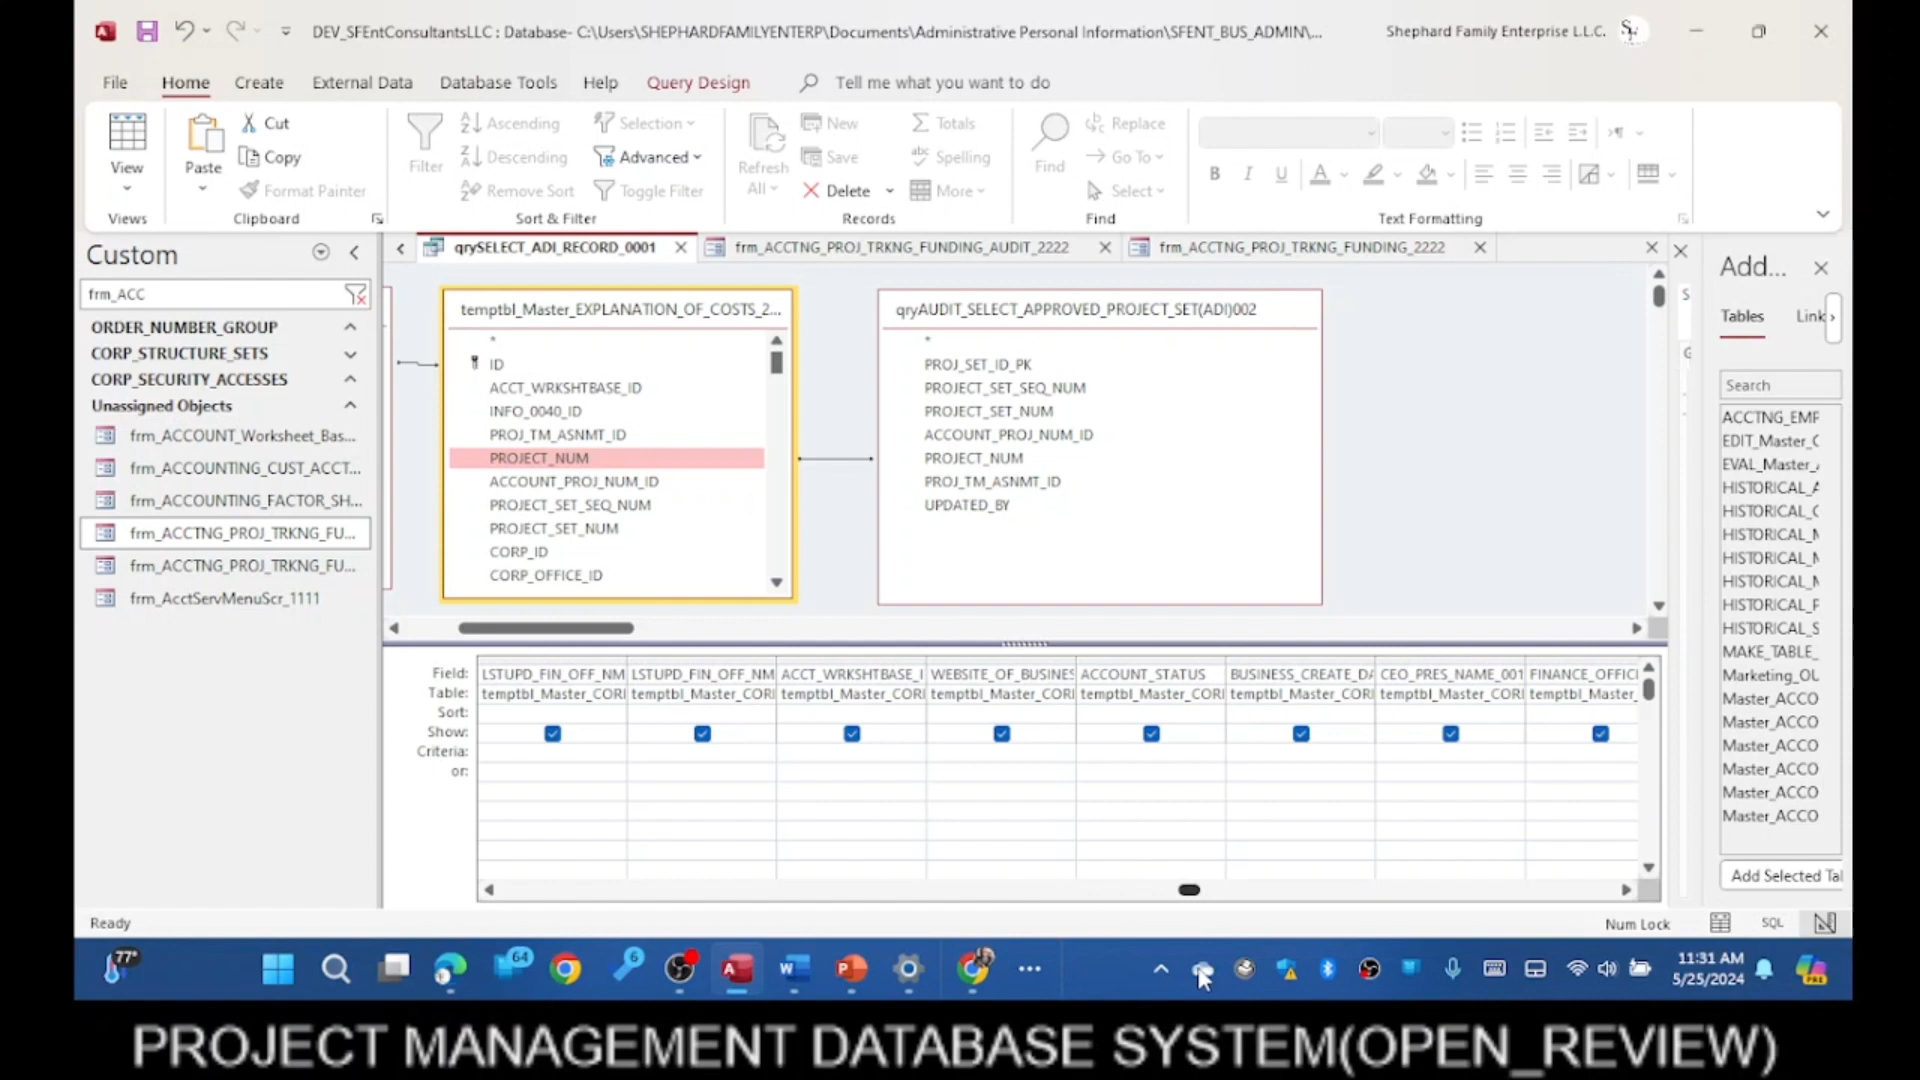 DEV_SFEntConsultantsLLC : Database- C:\Users\SHEPHARDFAMILYENTERP\Documents\Administrative Personal Information\SFENT_BUS_ADMIN\... Shephard Family Enterprise L.L.C.
File Home Create External Data Database Tools Help Query Design Tell me what you want to do
View
Views
Paste
Cut
Copy
Format Painter
Clipboard
Filter
Ascending
Descending
Remove Sort
Selection
Advanced
Toggle Filter
Sort & Filter
Refresh
All
New
Save
Delete
Totals
Spelling
More
Records
Find
Replace
Go To
Select
Find
B I U A
Text Formatting
Custom
frm_ACC
ORDER_NUMBER_GROUP
CORP_STRUCTURE_SETS
CORP_SECURITY_ACCESSES
Unassigned Objects
frm_ACCOUNT_Worksheet_Bas...
frm_ACCOUNTING_CUST_ACCT...
frm_ACCOUNTING_FACTOR_SH...
frm_ACCTNG_PROJ_TRKNG_FU...
frm_ACCTNG_PROJ_TRKNG_FU...
frm_AcctServMenuScr_1111
qrySELECT_ADI_RECORD_0001 frm_ACCTNG_PROJ_TRKNG_FUNDING_AUDIT_2222 frm_ACCTNG_PROJ_TRKNG_FUNDING_2222
temptbl_Master_EXPLANATION_OF_COSTS_2...
*
ID
ACCT_WRKSHTBASE_ID
INFO_0040_ID
PROJ_TM_ASNMT_ID
PROJECT_NUM
ACCOUNT_PROJ_NUM_ID
PROJECT_SET_SEQ_NUM
PROJECT_SET_NUM
CORP_ID
CORP_OFFICE_ID
qryAUDIT_SELECT_APPROVED_PROJECT_SET(ADI)002
*
PROJ_SET_ID_PK
PROJECT_SET_SEQ_NUM
PROJECT_SET_NUM
ACCOUNT_PROJ_NUM_ID
PROJECT_NUM
PROJ_TM_ASNMT_ID
UPDATED_BY
Field: LSTUPD_FIN_OFF_NM LSTUPD_FIN_OFF_NM ACCT_WRKSHTBASE_I WEBSITE_OF_BUSINES ACCOUNT_STATUS BUSINESS_CREATE_DA CEO_PRES_NAME_001 FINANCE_OFFICI
Table: temptbl_Master_CORI temptbl_Master_CORI temptbl_Master_CORI temptbl_Master_CORI temptbl_Master_CORI temptbl_Master_CORI temptbl_Master_CORI temptbl_Master_
Sort:
Show:
Criteria:
or:
Add...
Tables Link
Search
ACCTNG_EMF
EDIT_Master_C
EVAL_Master_
HISTORICAL_A
HISTORICAL_C
HISTORICAL_M
HISTORICAL_M
HISTORICAL_M
HISTORICAL_F
HISTORICAL_S
MAKE_TABLE_
Marketing_OU
Master_ACCO
Master_ACCO
Master_ACCO
Master_ACCO
Master_ACCO
Master_ACCO
Add Selected Tal
Ready Num Lock SQL
77° 64 6 11:31 AM
5/25/2024
PROJECT MANAGEMENT DATABASE SYSTEM(OPEN_REVIEW)